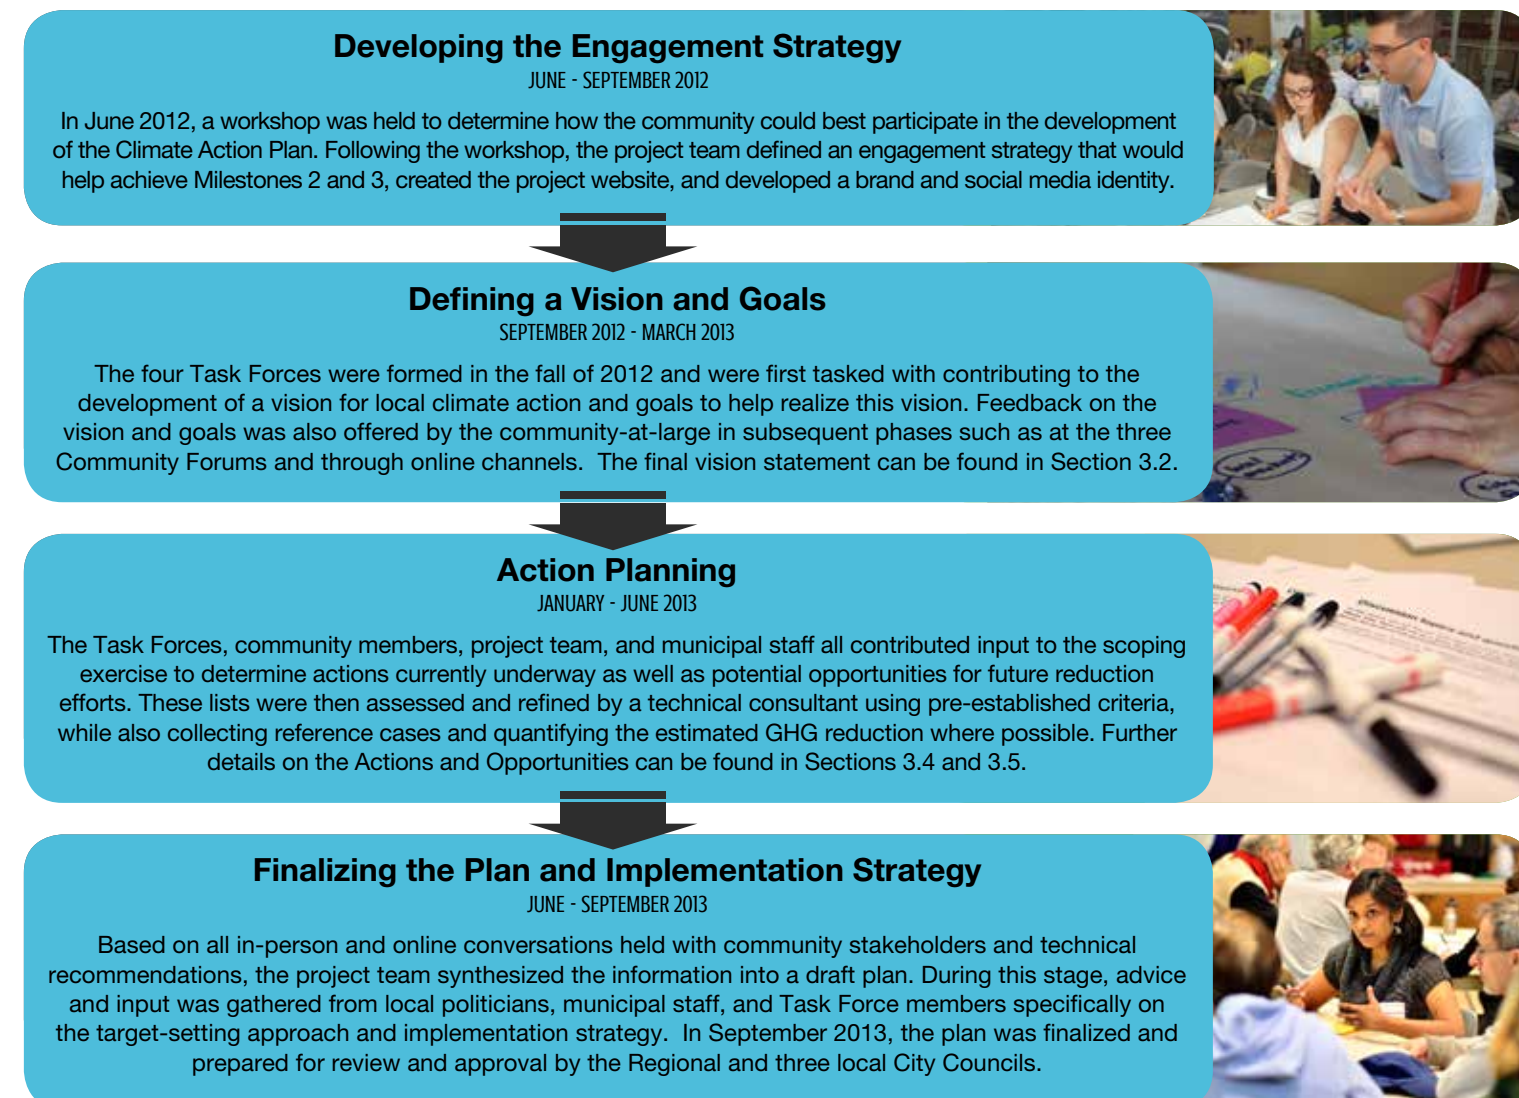 Developing the Engagement Strategy
JUNE - SEPTEMBER 2012
In June 2012, a workshop was held to determine how the community could best participate in the development
of the Climate Action Plan. Following the workshop, the project team defined an engagement strategy that would
help achieve Milestones 2 and 3, created the project website, and developed a brand and social media identity.
Defining a Vision and Goals
SEPTEMBER 2012 - MARCH 2013
The four Task Forces were formed in the fall of 2012 and were first tasked with contributing to the
development of a vision for local climate action and goals to help realize this vision. Feedback on the
vision and goals was also offered by the community-at-large in subsequent phases such as at the three
Community Forums and through online channels.  The final vision statement can be found in Section 3.2.
Action Planning
JANUARY - JUNE 2013
The Task Forces, community members, project team, and municipal staff all contributed input to the scoping
exercise to determine actions currently underway as well as potential opportunities for future reduction
efforts. These lists were then assessed and refined by a technical consultant using pre-established criteria,
while also collecting reference cases and quantifying the estimated GHG reduction where possible. Further
details on the Actions and Opportunities can be found in Sections 3.4 and 3.5.
Finalizing the Plan and Implementation Strategy
JUNE - SEPTEMBER 2013
Based on all in-person and online conversations held with community stakeholders and technical
recommendations, the project team synthesized the information into a draft plan. During this stage, advice
and input was gathered from local politicians, municipal staff, and Task Force members specifically on
the target-setting approach and implementation strategy.  In September 2013, the plan was finalized and
prepared for review and approval by the Regional and three local City Councils.